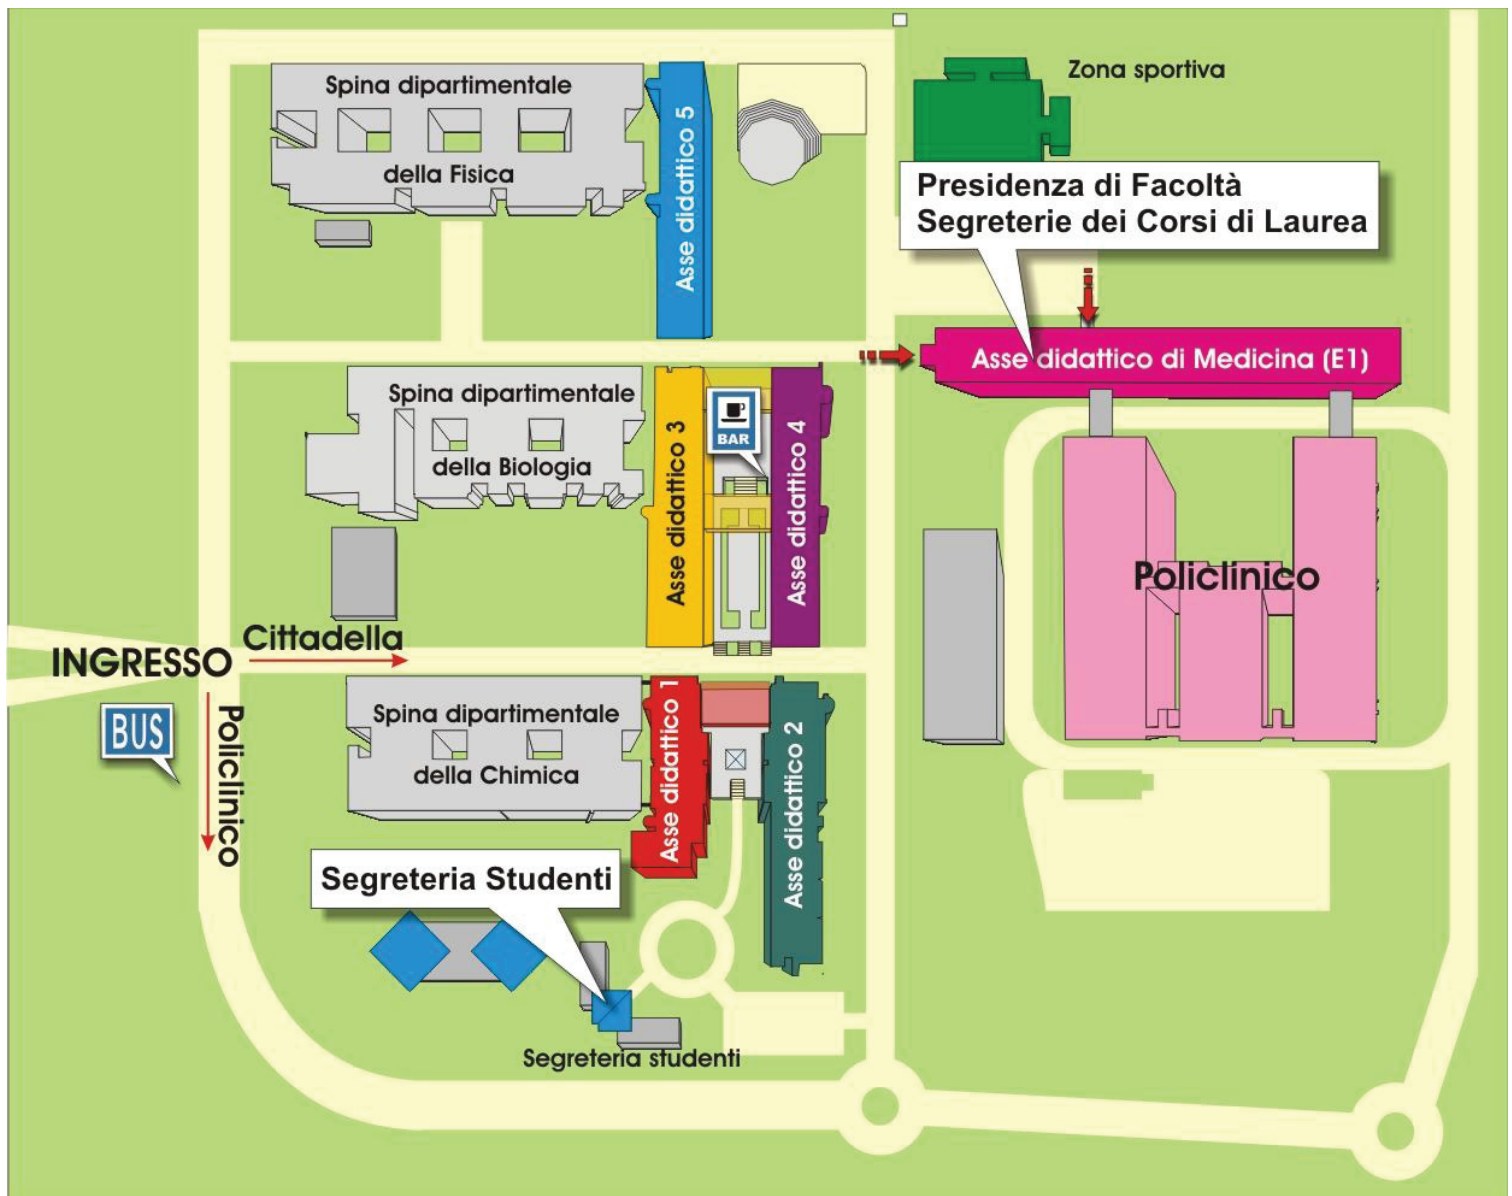 Spina dipartimentale
della Fisica
Asse didattico 5
Zona sportiva
Presidenza di Facoltà
Segreterie dei Corsi di Laurea
Asse didattico di Medicina (E1)
Spina dipartimentale
della Biologia
Asse didattico 3
BAR
Asse didattico 4
Policlinico
Cittadella
INGRESSO
BUS
Policlinico
Spina dipartimentale
della Chimica
Asse didattico 1
Asse didattico 2
Segreteria Studenti
Segreteria studenti